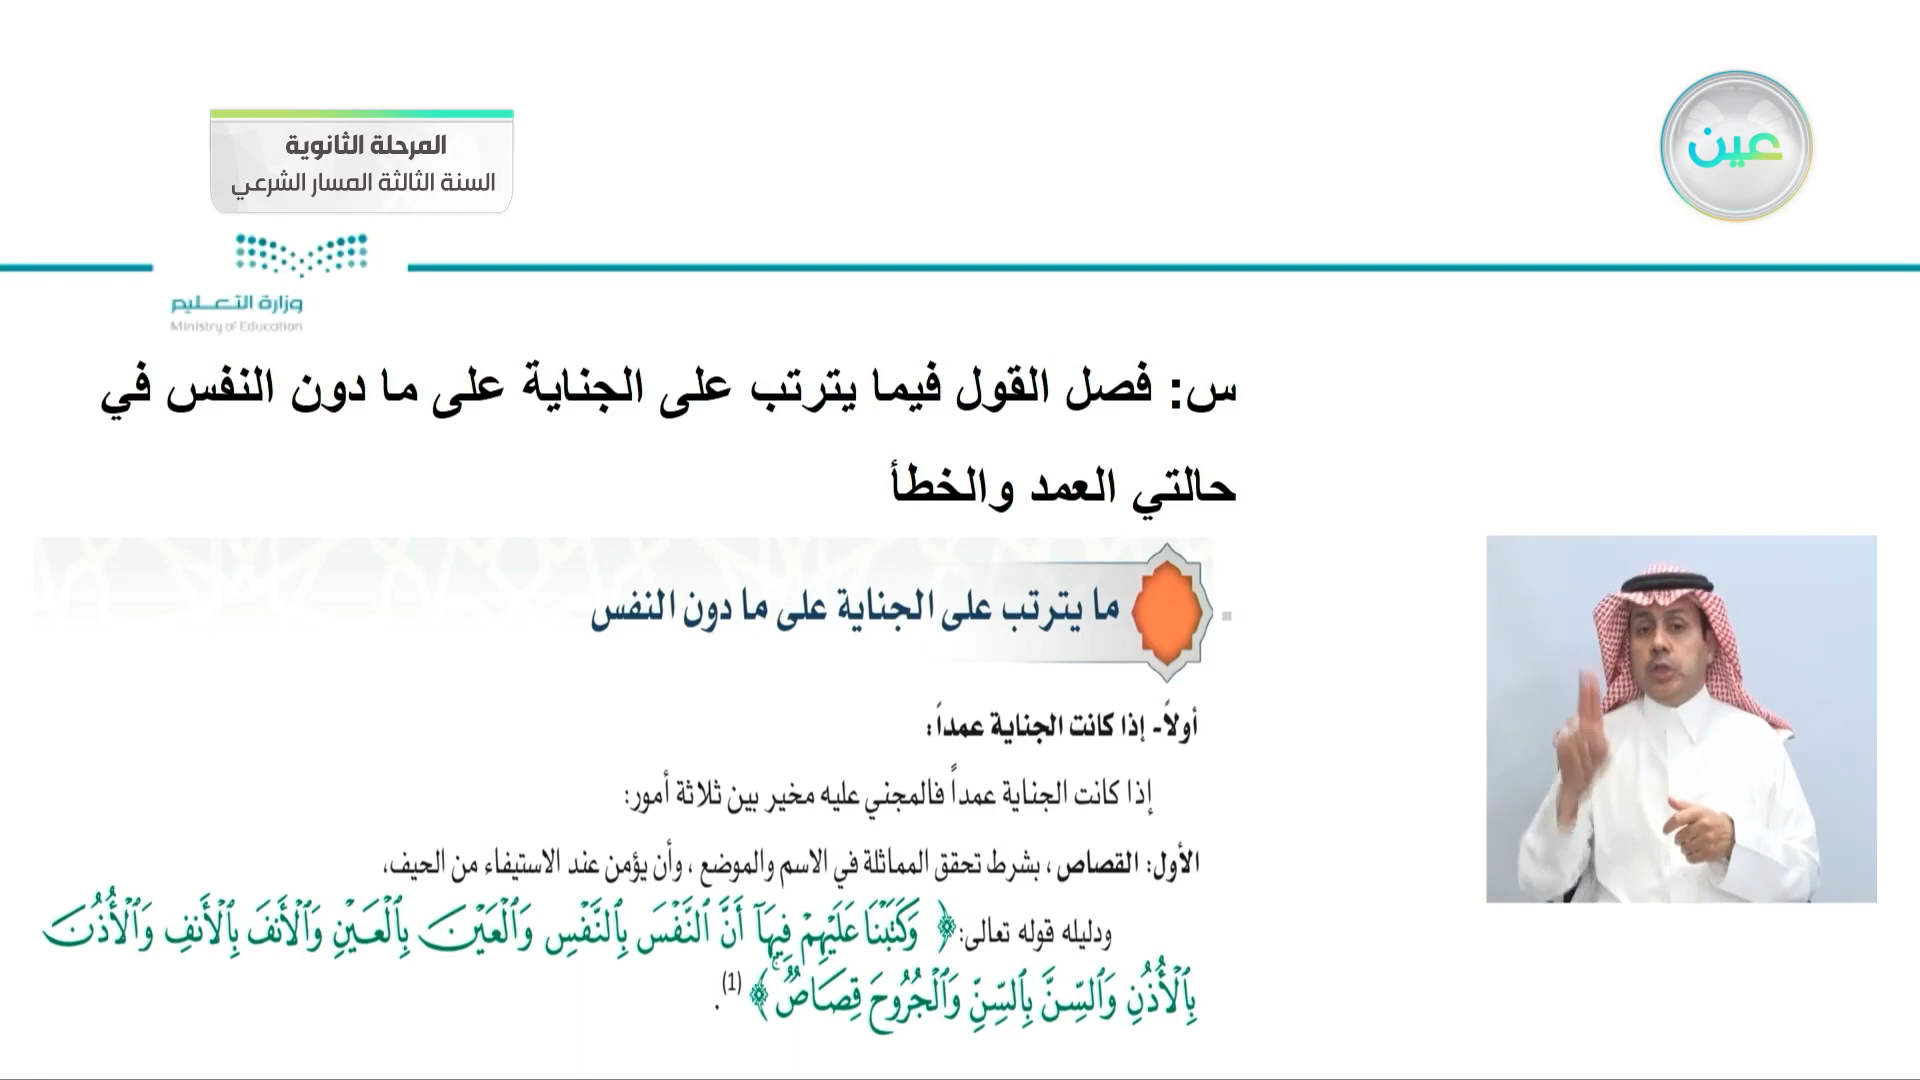 عين
المرحلة الثانوية
السنة الثالثة المسار الشرعي
وزارة التعـــليم
Ministry of Education
س: فصل القول فيما يترتب على الجناية على ما دون النفس في
حالتي العمد والخطأ
ما يترتب على الجناية على ما دون النفس
أولاً- إذا كانت الجناية عمداً:
إذا كانت الجناية عمداً فالمجني عليه مخير بين ثلاثة أمور:
الأول: القصاص، بشرط تحقق المماثلة في الاسم والموضع، وأن يؤمن عند الاستيفاء من الحيف،
ودليله قوله تعالى: ﴿ وَكَتَبْنَا عَلَيْهِمْ فِيهَآ أَنَّ ٱلنَّفْسَ بِٱلنَّفْسِ وَٱلْعَيْنَ بِٱلْعَيْنِ وَٱلْأَنفَ بِٱلْأَنفِ وَٱلْأُذُنَ
بِٱلْأُذُنِ وَٱلسِّنَّ بِٱلسِّنِّ وَٱلْجُرُوحَ قِصَاصٌ ۚ ﴾ (1).